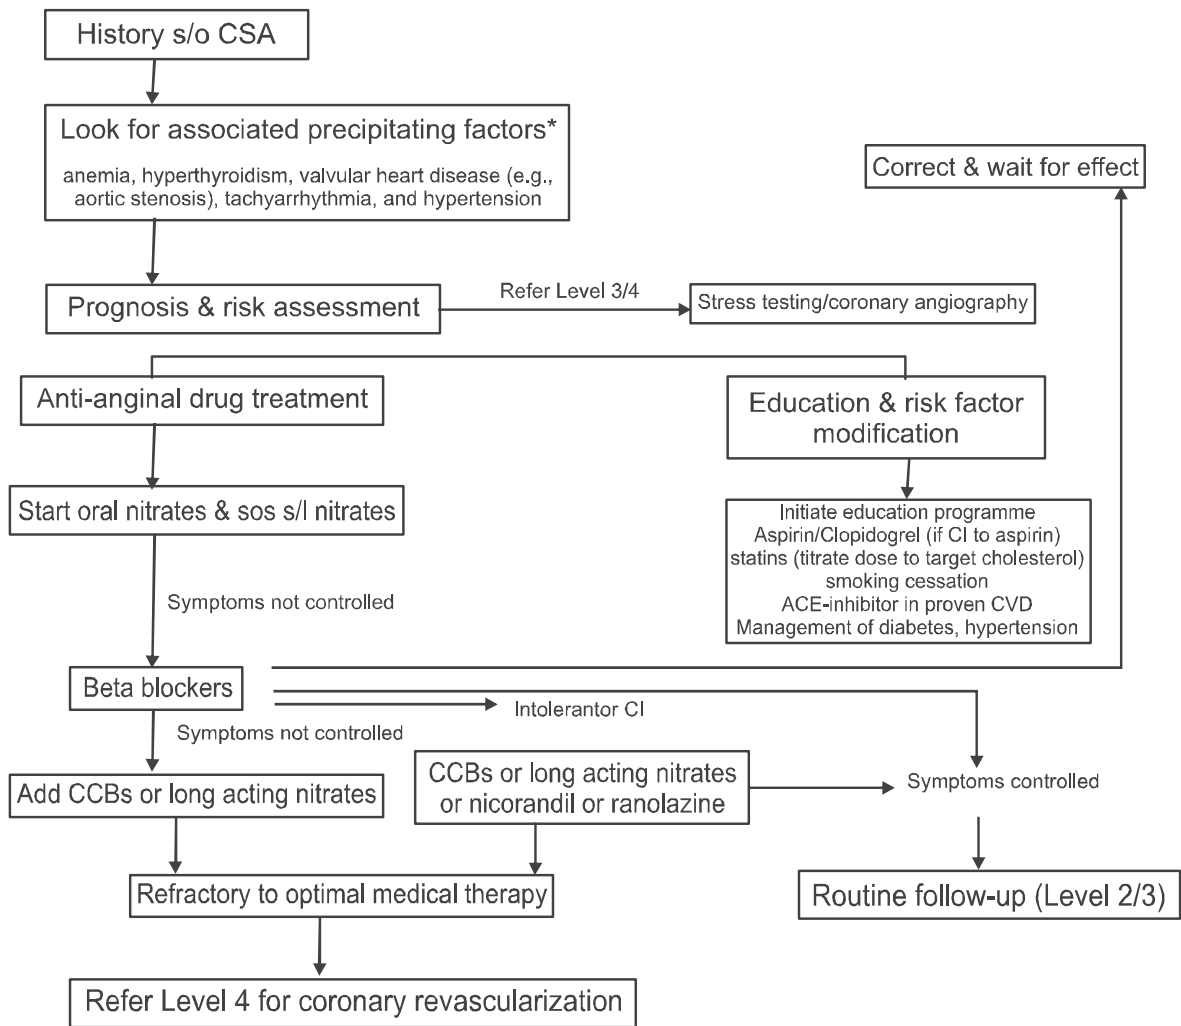 History s/o CSA
Look for associated precipitating factors*
anemia, hyperthyroidism, valvular heart disease (e.g.,
aortic stenosis), tachyarrhythmia, and hypertension
Correct & wait for effect
Prognosis & risk assessment
Refer Level 3/4
Stress testing/coronary angiography
Anti-anginal drug treatment
Education & risk factor
modification
Start oral nitrates & sos s/l nitrates
Initiate education programme
Aspirin/Clopidogrel (if CI to aspirin)
statins (titrate dose to target cholesterol)
smoking cessation
ACE-inhibitor in proven CVD
Management of diabetes, hypertension
Symptoms not controlled
Beta blockers
Intolerantor CI
Symptoms not controlled
Add CCBs or long acting nitrates
CCBs or long acting nitrates
or nicorandil or ranolazine
Symptoms controlled
Refractory to optimal medical therapy
Routine follow-up (Level 2/3)
Refer Level 4 for coronary revascularization